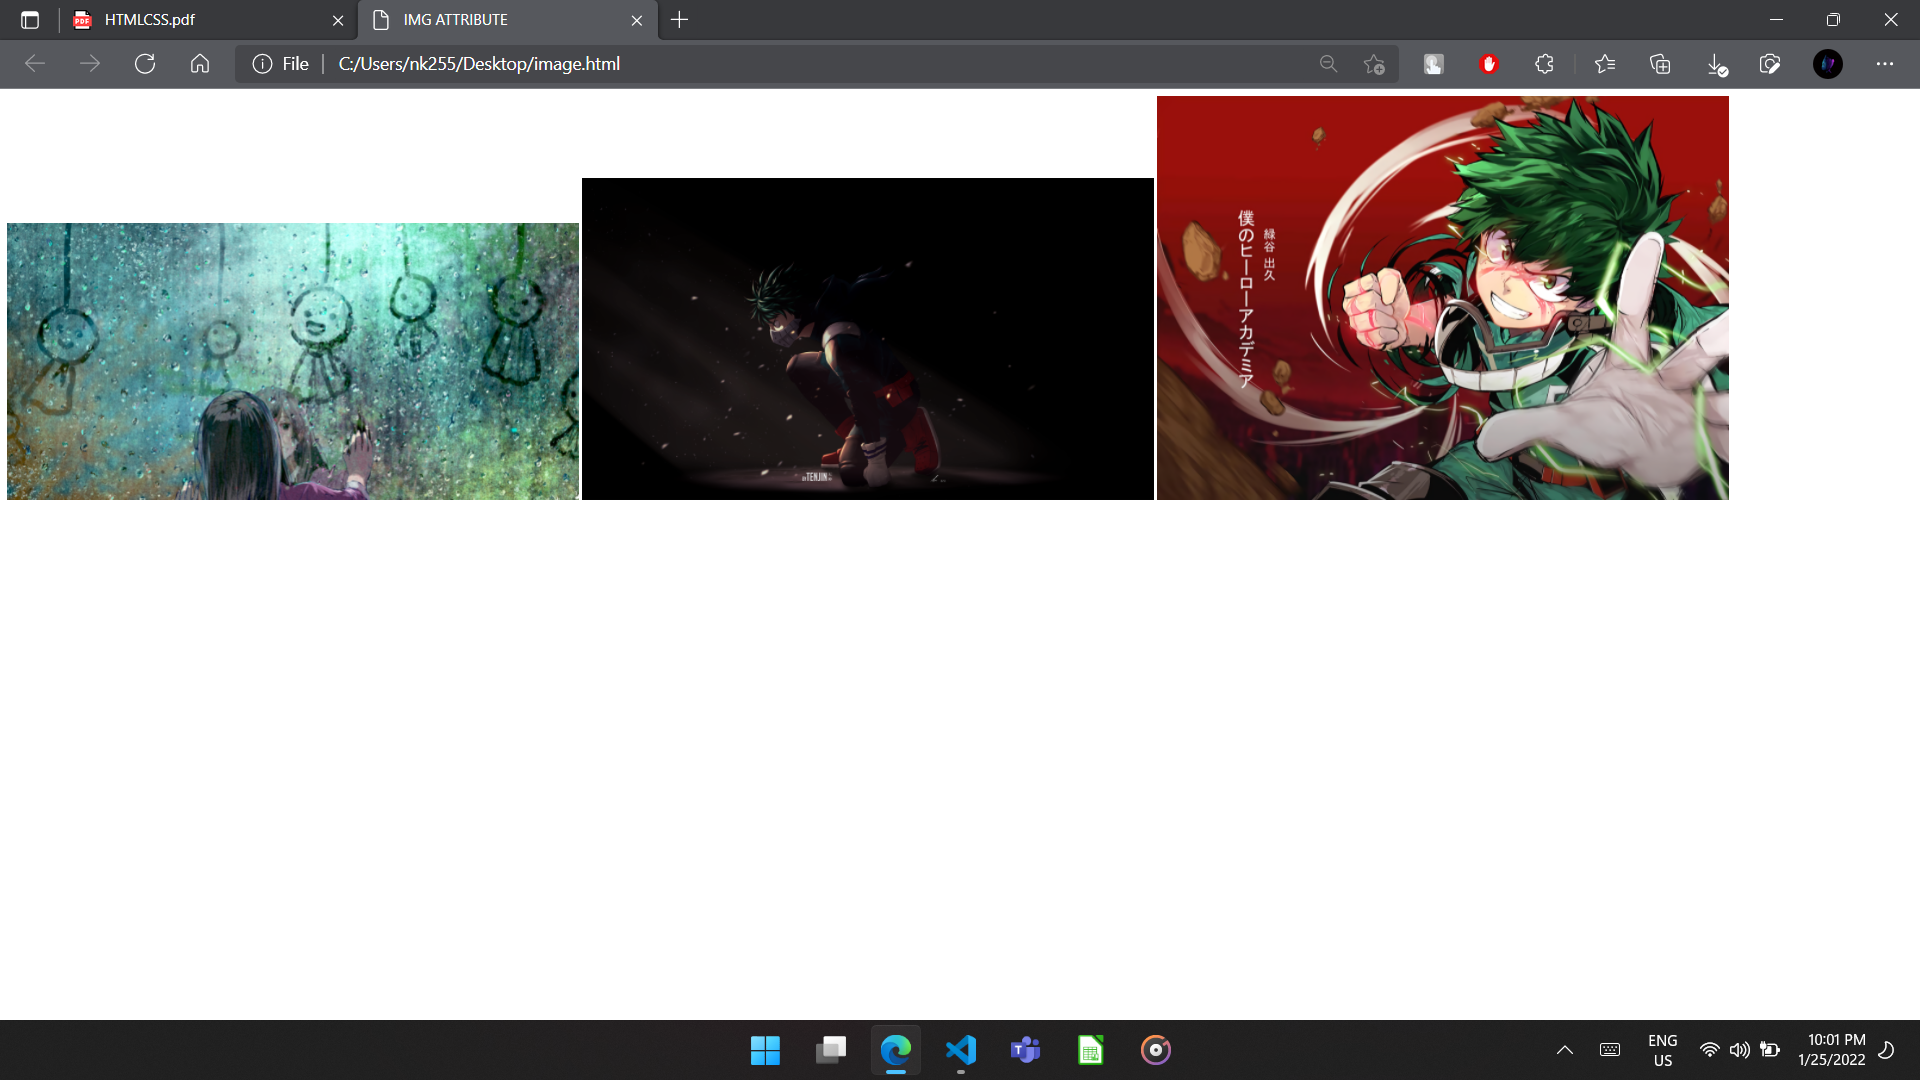 HTMLCSS.pdf
IMG ATTRIBUTE
File
C:/Users/nk255/Desktop/image.html
TENJIN
僕のヒーローアカデミア
緑谷 出久
ENG
US
10:01 PM
1/25/2022